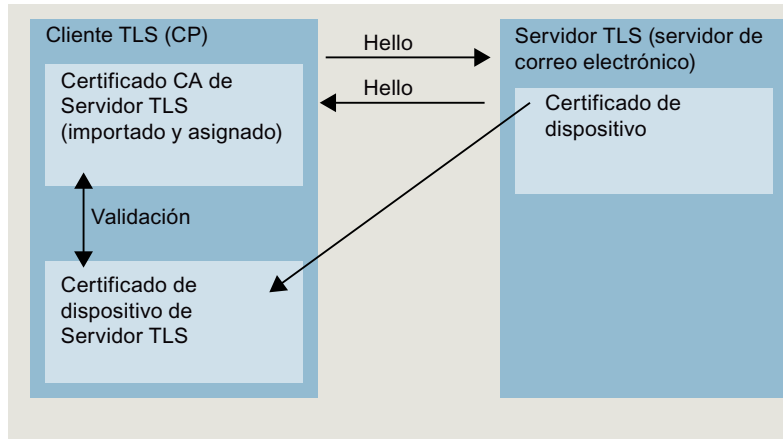 Cliente TLS (CP)
Certificado CA de
Servidor TLS
(importado y asignado)
Validación
Certificado de
dispositivo de
Servidor TLS
Hello
Hello
Servidor TLS (servidor de
correo electrónico)
Certificado de
dispositivo